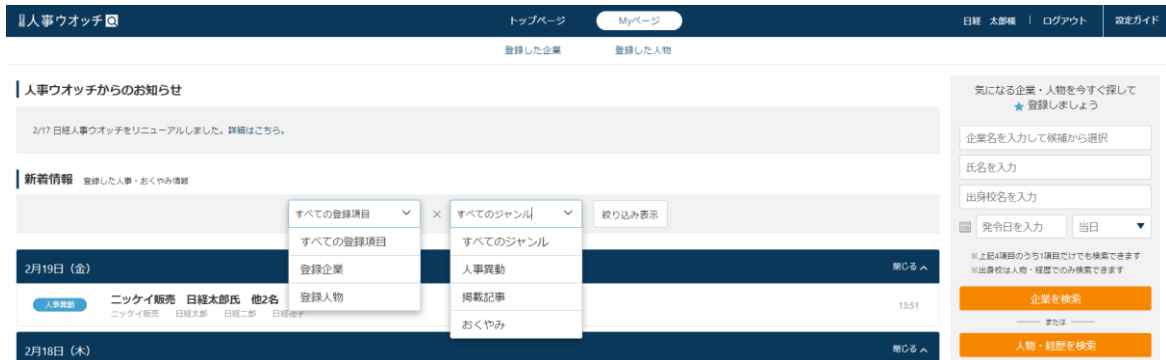 日経人事ウオッチ
トップページ
Myページ
日経 太郎様
ログアウト
設定ガイド
登録した企業
登録した人物
人事ウオッチからのお知らせ
2/17 日経人事ウオッチをリニューアルしました。詳細はこちら。
新着情報 登録した人事・おくやみ情報
すべての登録項目 × すべてのジャンル 絞り込み表示
すべての登録項目
登録企業
登録人物
すべてのジャンル
人事異動
掲載記事
おくやみ
2月19日（金）
閉じる
人事異動
ニッケイ販売 日経太郎氏 他2名
ニッケイ販売 日経太郎 日経二郎 日経花子
13:51
2月18日（木）
閉じる
気になる企業・人物を今すぐ探して
★ 登録しましょう
企業名を入力して候補から選択
氏名を入力
出身校名を入力
発令日を入力
当日
※上記4項目のうち1項目だけでも検索できます
※出身校は人物・経歴でのみ検索できます
企業を検索
または
人物・経歴を検索